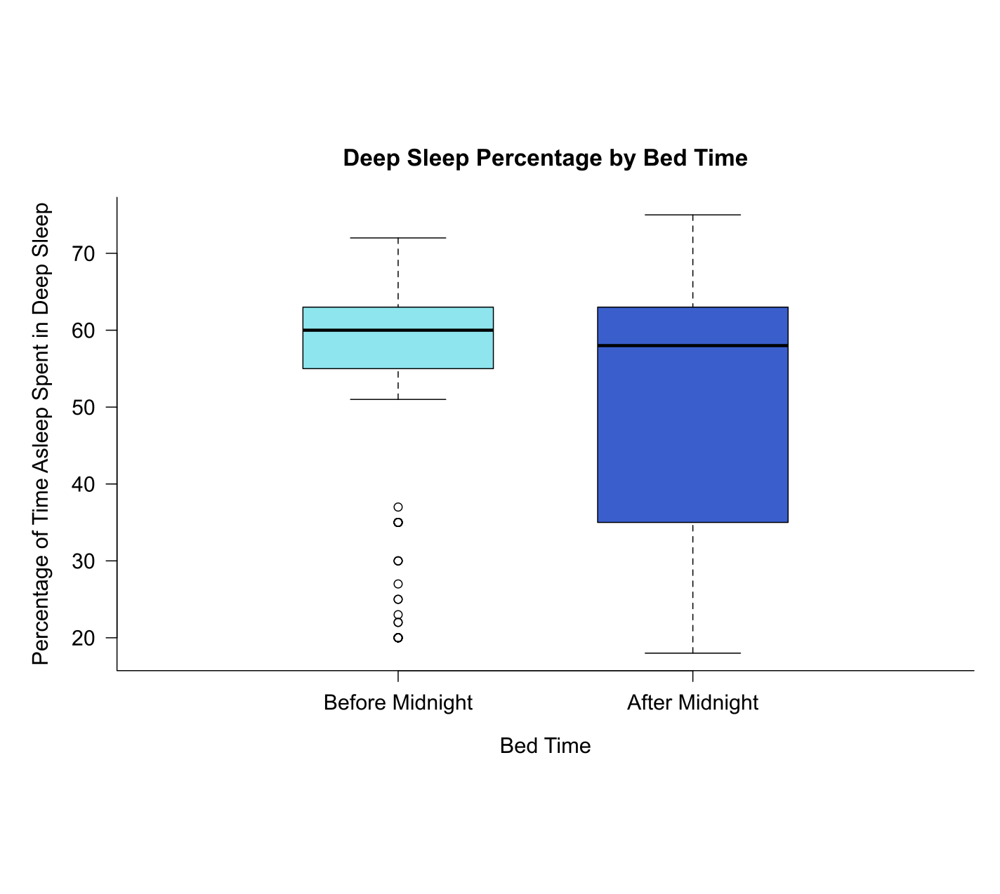 Deep Sleep Percentage by Bed Time
Percentage of Time Asleep Spent in Deep Sleep
70
60
50
40
30
20
Before Midnight
After Midnight
Bed Time